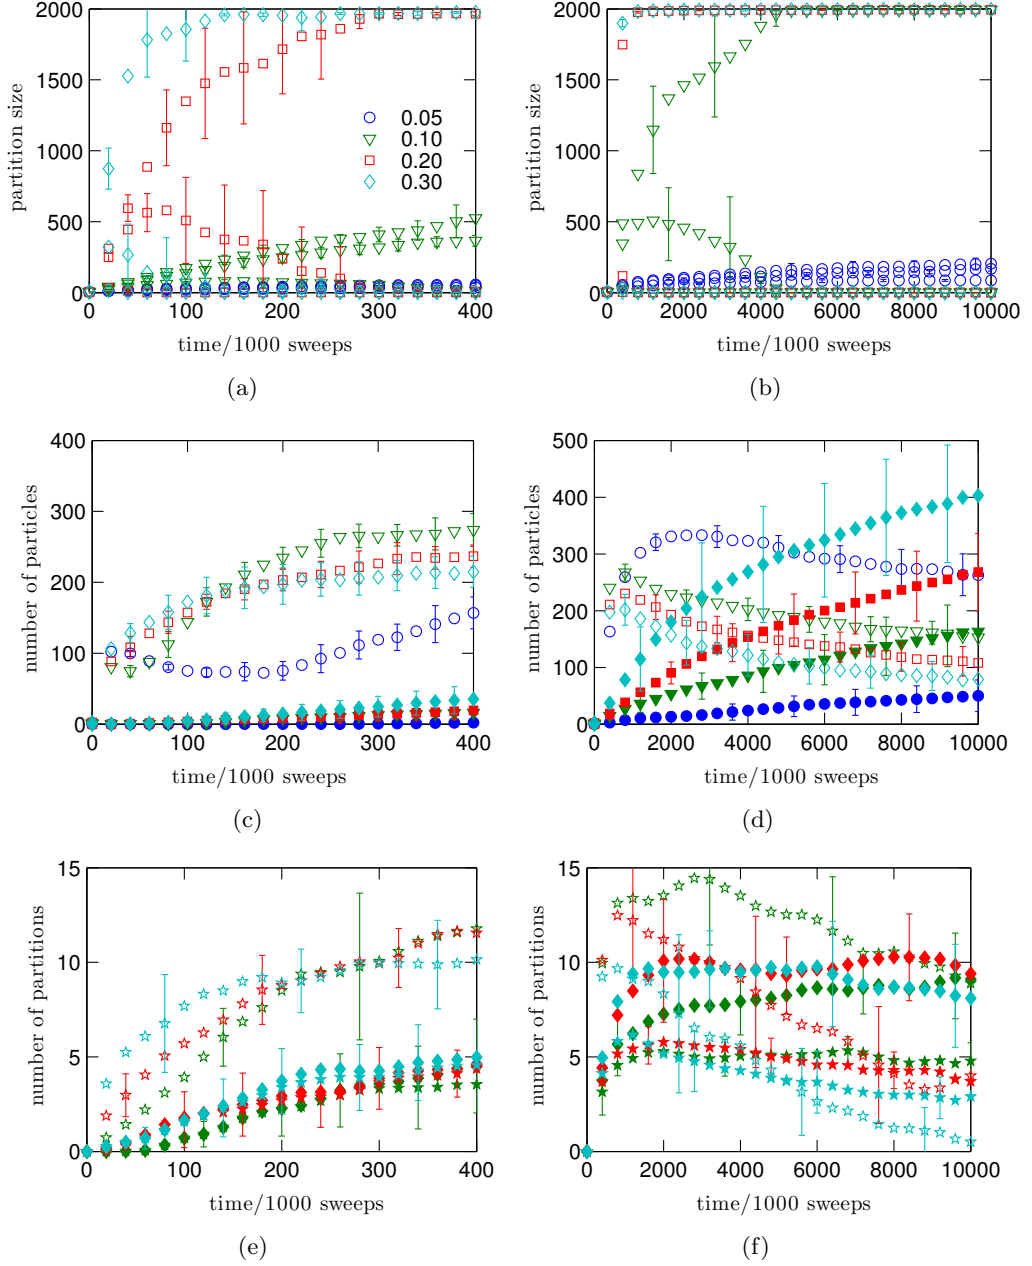 2000
1500
1000
500
0
partition size
0.05
0.10
0.20
0.30
0 100 200 300 400
time/1000 sweeps
(a)
2000
1500
1000
500
0
partition size
0 2000 4000 6000 8000 10000
time/1000 sweeps
(b)
400
300
200
100
0
number of particles
0 100 200 300 400
time/1000 sweeps
(c)
500
400
300
200
100
0
number of particles
0 2000 4000 6000 8000 10000
time/1000 sweeps
(d)
15
10
5
0
number of partitions
0 100 200 300 400
time/1000 sweeps
(e)
15
10
5
0
number of partitions
0 2000 4000 6000 8000 10000
time/1000 sweeps
(f)